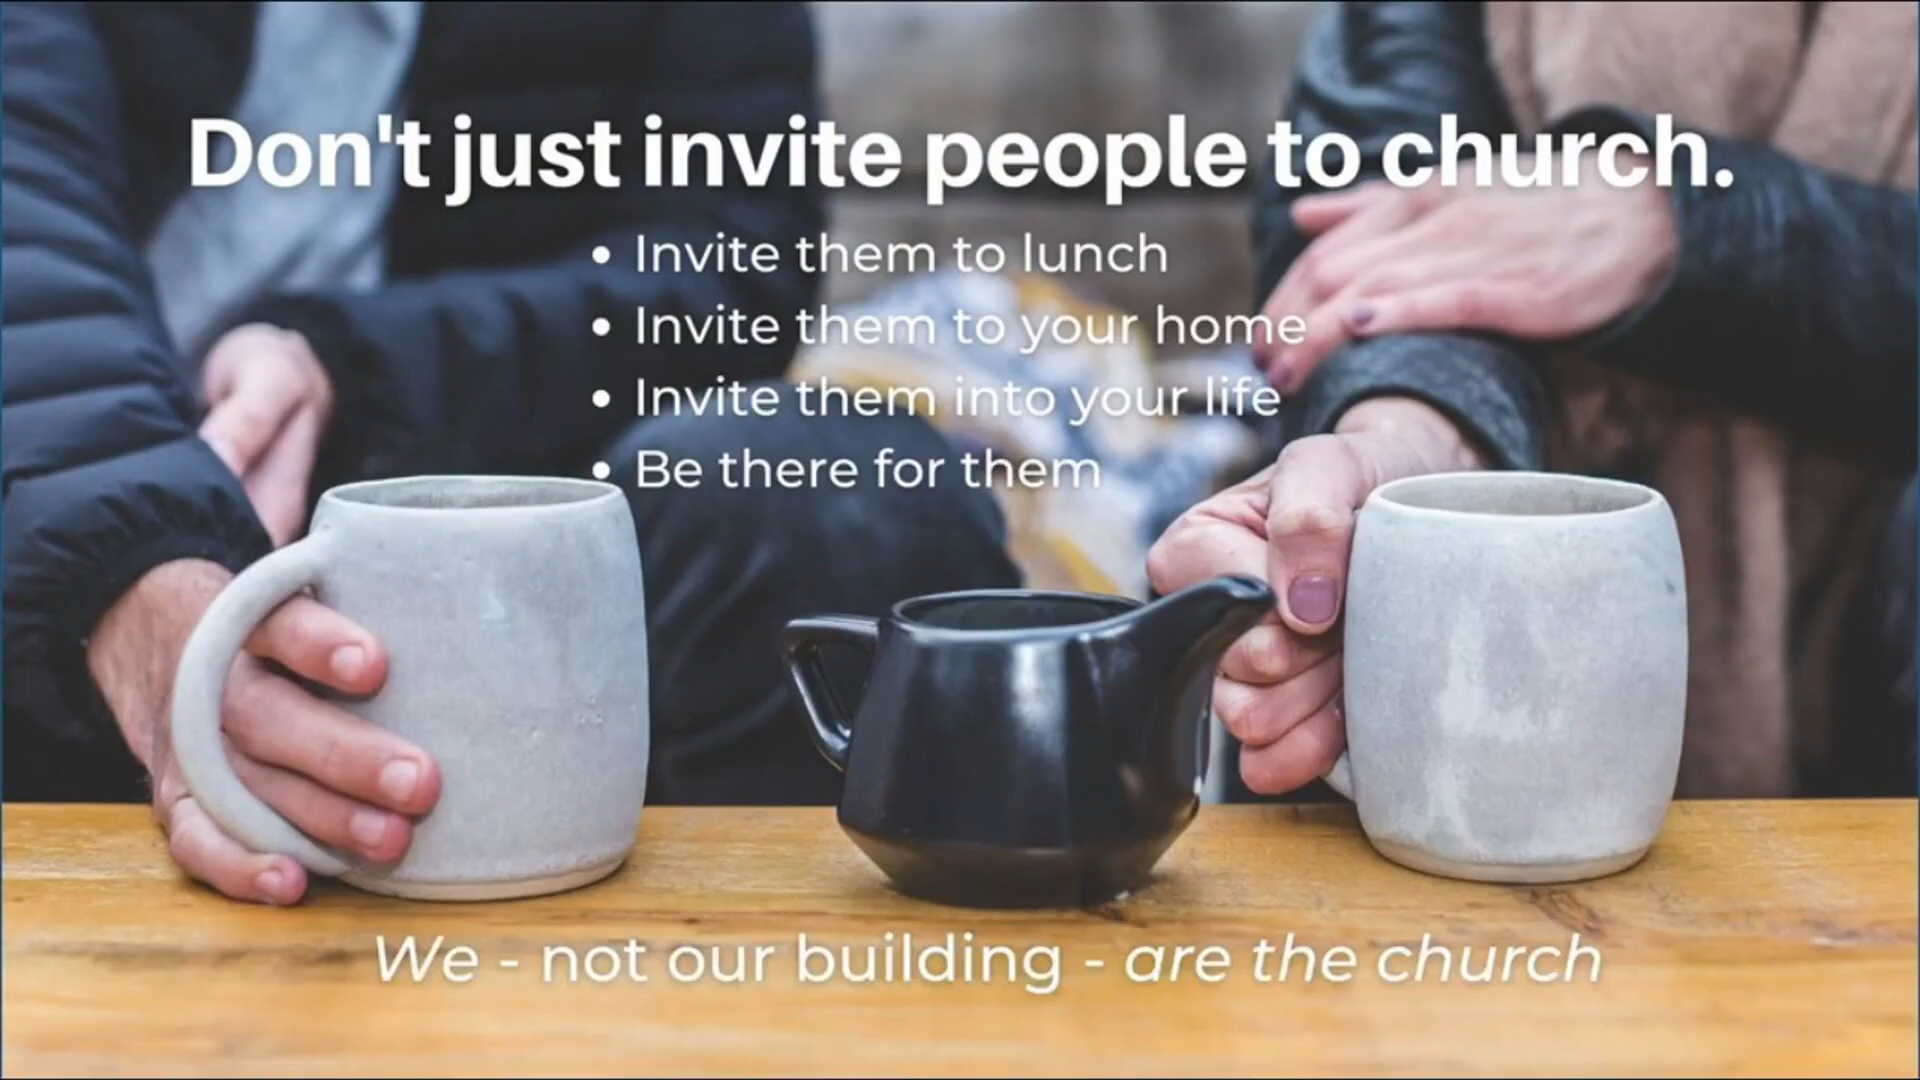 Don't just invite people to church.
• Invite them to lunch
• Invite them to your home
• Invite them into your life
• Be there for them
We - not our building - are the church